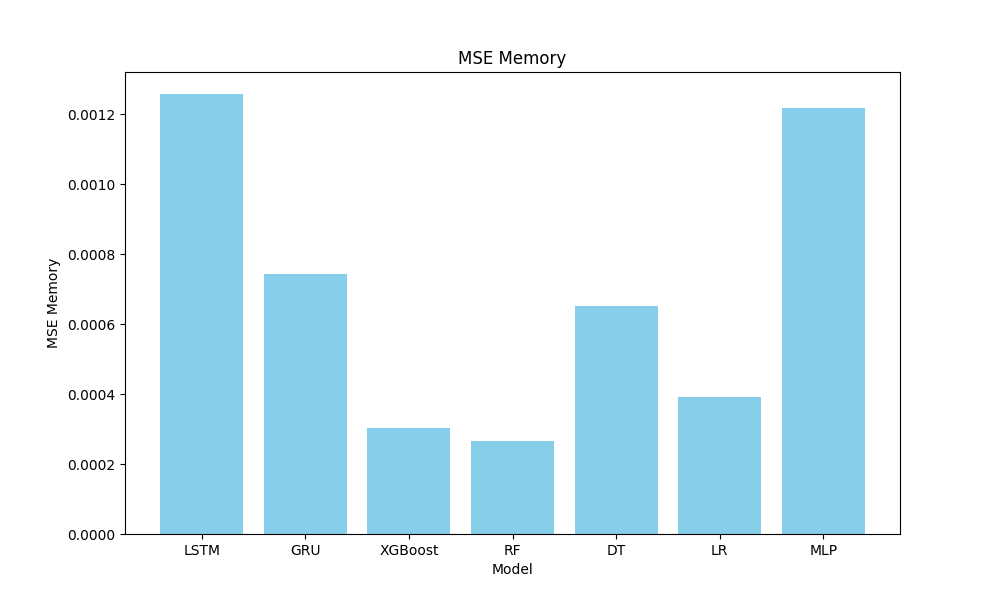 MSE Memory
MSE Memory
0.0012
0.0010
0.0008
0.0006
0.0004
0.0002
0.0000
LSTM GRU XGBoost RF DT LR MLP
Model